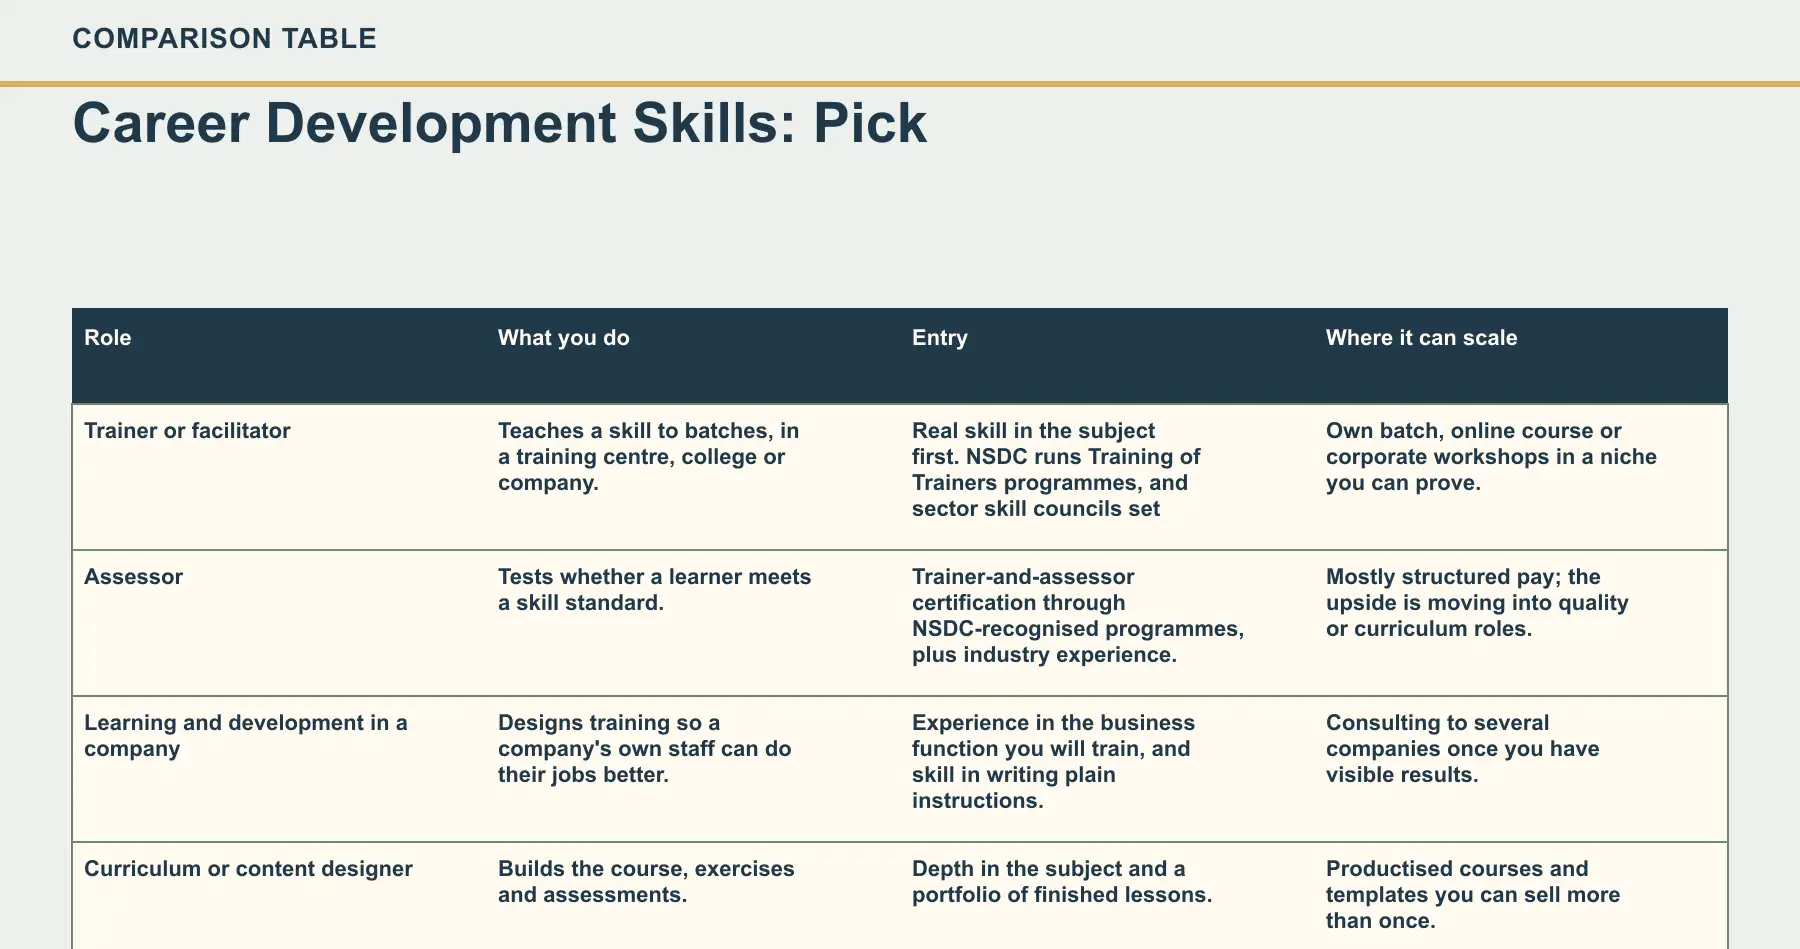 COMPARISON TABLE
Career Development Skills: Pick
Role
What you do
Entry
Where it can scale
Trainer or facilitator
Teaches a skill to batches, in
a training centre, college or
company.
Real skill in the subject
first. NSDC runs Training of
Trainers programmes, and
sector skill councils set
Own batch, online course or
corporate workshops in a niche
you can prove.
Assessor
Tests whether a learner meets
a skill standard.
Trainer-and-assessor
certification through
NSDC-recognised programmes,
plus industry experience.
Mostly structured pay; the
upside is moving into quality
or curriculum roles.
Learning and development in a
company
Designs training so a
company's own staff can do
their jobs better.
Experience in the business
function you will train, and
skill in writing plain
instructions.
Consulting to several
companies once you have
visible results.
Curriculum or content designer
Builds the course, exercises
and assessments.
Depth in the subject and a
portfolio of finished lessons.
Productised courses and
templates you can sell more
than once.